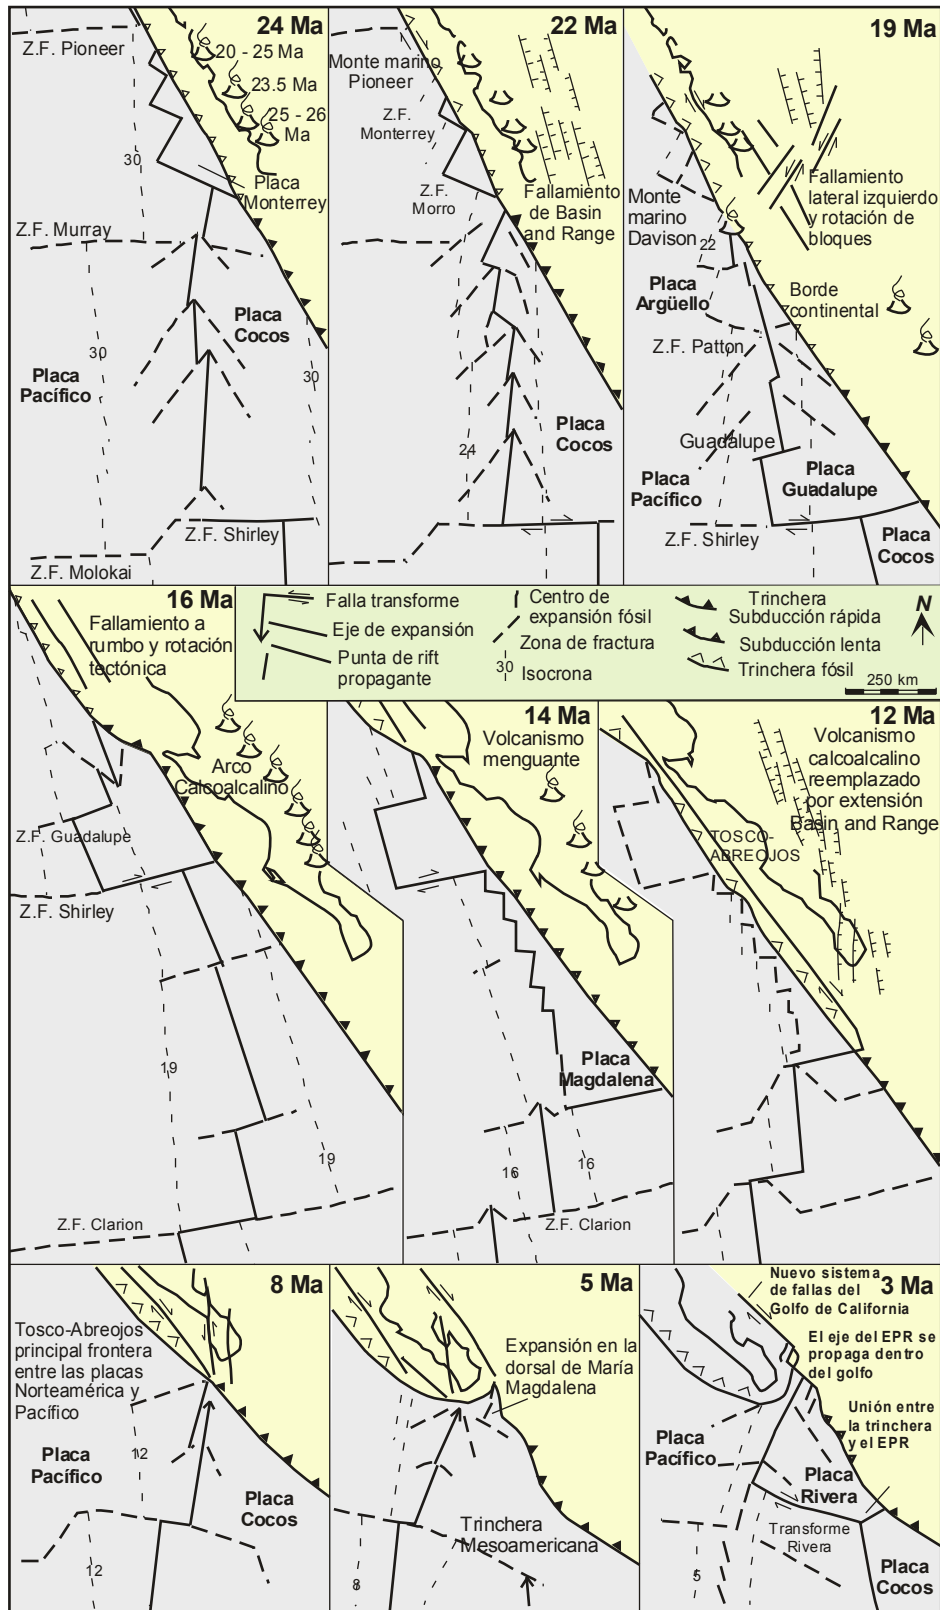 24 Ma
Z.F. Pioneer
20 - 25 Ma
23.5 Ma
25 - 26
Ma
30
Placa
Monterrey
Z.F. Murray
Placa
Cocos
30
30
Placa
Pacífico
Z.F. Shirley
Z.F. Molokai
22 Ma
Monte marino
Pioneer
Z.F.
Monterrey
Z.F.
Morro
Fallamiento
de Basin
and Range
Placa
Cocos
24
19 Ma
Fallamiento
lateral izquierdo
y rotación de
bloques
Monte
marino
Davison
22
Placa
Argüello
Borde
continental
Z.F. Patton
Guadalupe
Placa
Pacífico
Placa
Guadalupe
Z.F. Shirley
Placa
Cocos
16 Ma
Fallamiento a
rumbo y rotación
tectónica
Falla transforme
Eje de expansión
Punta de rift
propagante
Centro de
expansión fósil
Zona de fractura
30
Isocrona
Trinchera
Subducción rápida
Subducción lenta
Trinchera fósil
N
250 km
Arco
Calcoalcalino
Z.F. Guadalupe
Z.F. Shirley
19
19
Z.F. Clarion
14 Ma
Volcanismo
menguante
Placa
Magdalena
16
16
Z.F. Clarion
12 Ma
Volcanismo
calcoalcalino
reemplazado
por extensión
Basin and Range
TOSCO-
ABREOJOS
8 Ma
Tosco-Abreojos
principal frontera
entre las placas
Norteamérica y
Pacífico
Placa
Pacífico
12
Placa
Cocos
12
5 Ma
Expansión en la
dorsal de María
Magdalena
Trinchera
Mesoamericana
8
3 Ma
Nuevo sistema
de fallas del
Golfo de California
El eje del EPR se
propaga dentro
del golfo
Unión entre
la trinchera
y el EPR
Placa
Pacífico
Placa
Rivera
Transforme
Rivera
5
Placa
Cocos